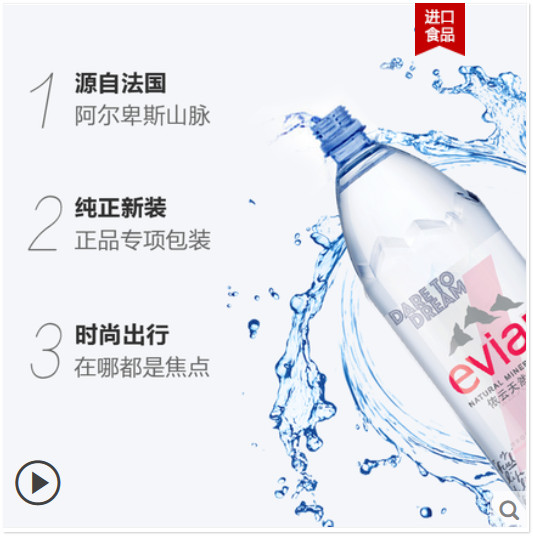 进口
食品
1
源自法国
阿尔卑斯山脉
2
纯正新装
正品专项包装
3
时尚出行
在哪都是焦点
DARE TO
DREAM
evian
NATURAL MINER
依云天然